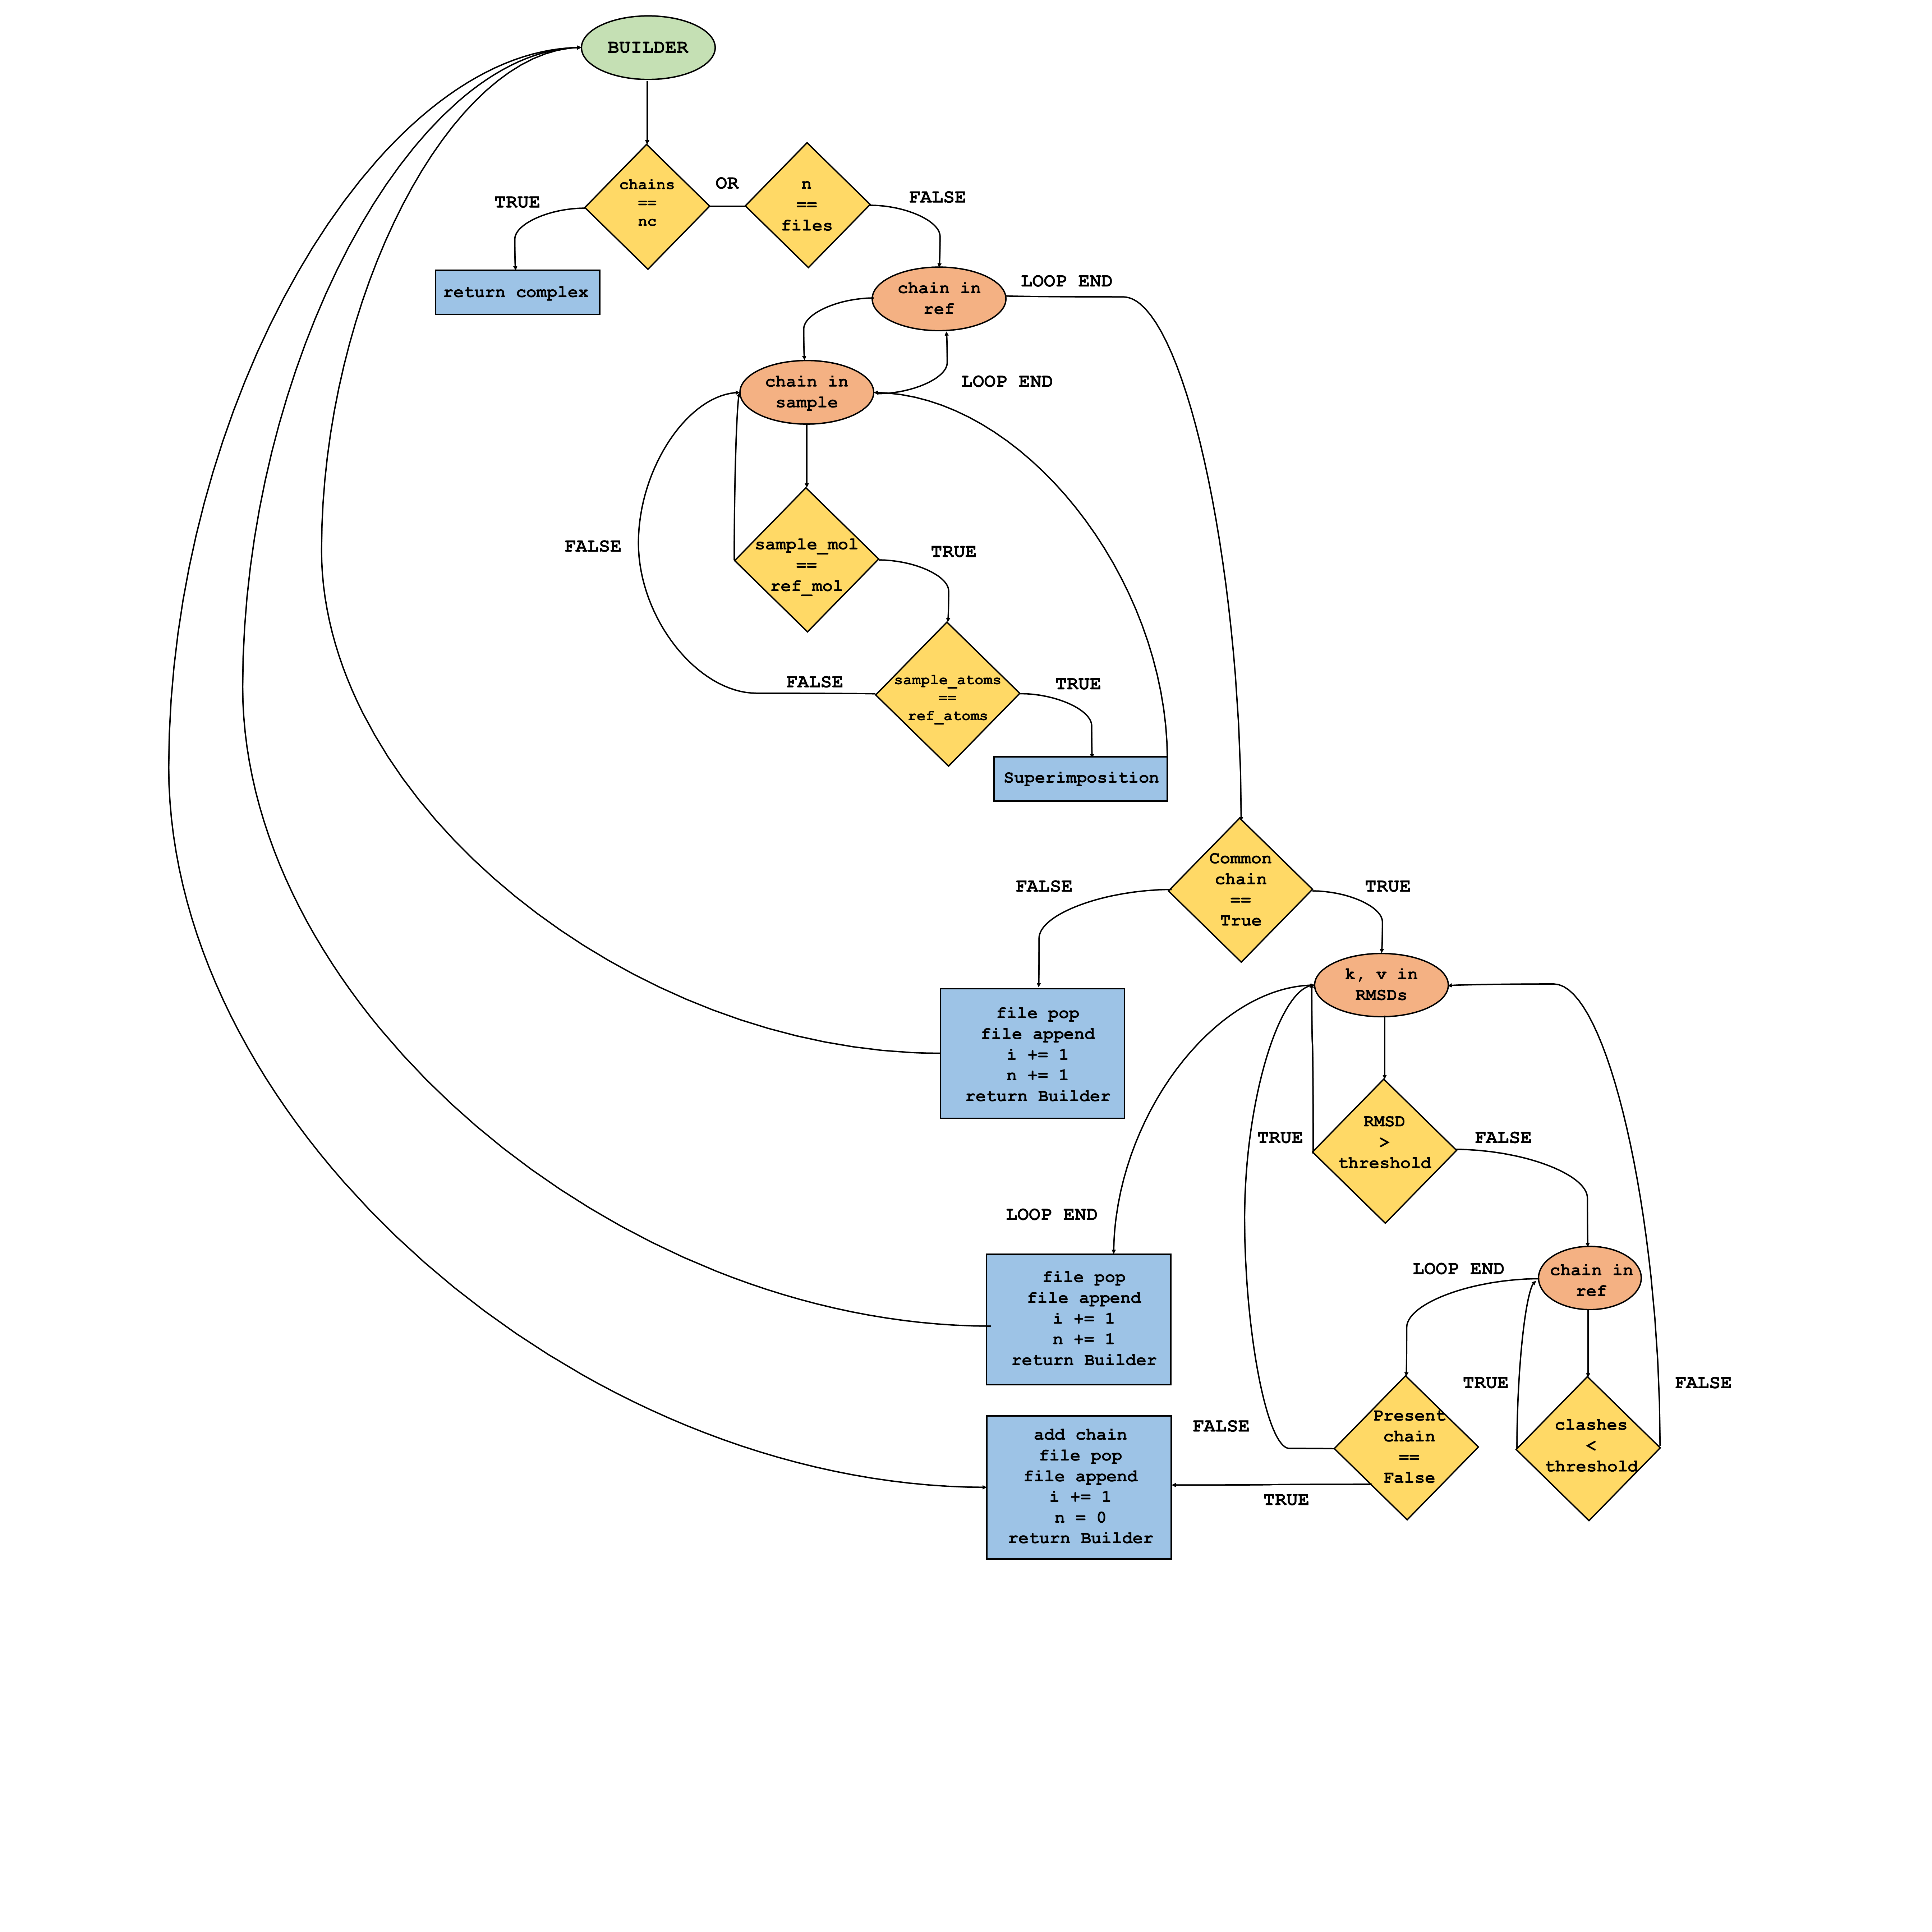 BUILDER
chains
==
nc
OR
n
==
files
TRUE
FALSE
return complex
chain in
ref
LOOP END
chain in
sample
LOOP END
sample_mol
==
ref_mol
FALSE
TRUE
sample_atoms
==
ref_atoms
FALSE
TRUE
Superimposition
Common
chain
==
True
FALSE
TRUE
file pop
file append
i += 1
n += 1
return Builder
k, v in
RMSDs
RMSD
>
threshold
TRUE
FALSE
LOOP END
file pop
file append
i += 1
n += 1
return Builder
chain in
ref
LOOP END
clashes
<
threshold
TRUE
FALSE
Present
chain
==
False
FALSE
TRUE
add chain
file pop
file append
i += 1
n = 0
return Builder